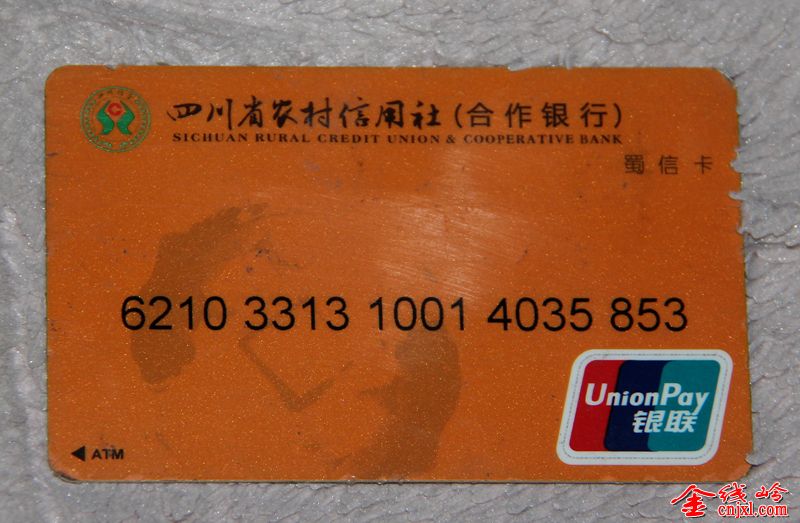 四川省农村信用社(合作银行)
SICHUAN RURAL CREDIT UNION & COOPERATIVE BANK
蜀信卡
6210 3313 1001 4035 853
UnionPay
银联
ATM
金线岭
cnjxl.com